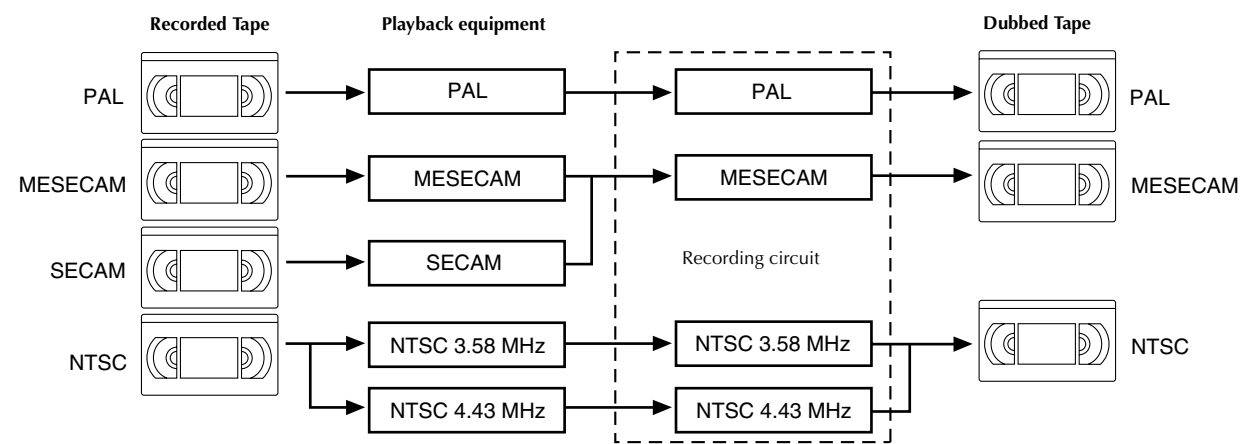 Recorded Tape Playback equipment Dubbed Tape
PAL PAL PAL PAL
MESECAM MESECAM MESECAM MESECAM
SECAM SECAM Recording circuit
NTSC NTSC 3.58 MHz NTSC 3.58 MHz NTSC
NTSC 4.43 MHz NTSC 4.43 MHz